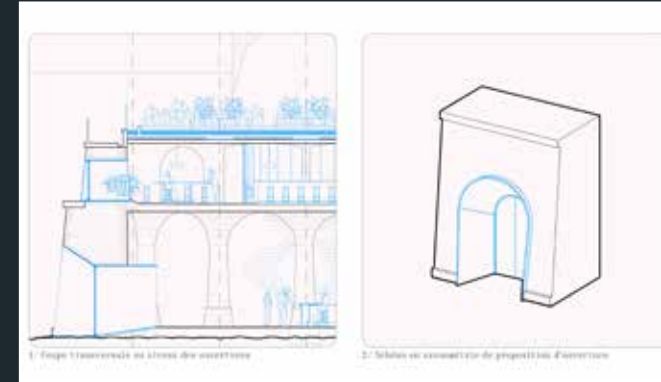 1/ Coupe transversale au niveau des ouvertures
2/ Schéma en axonométrie de proposition d'ouverture